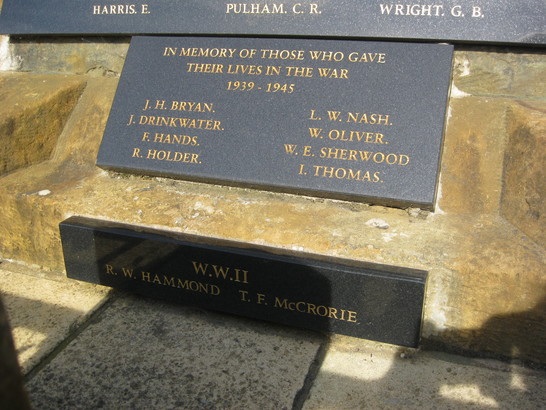 HARRIS. E. PULHAM. C. R. WRIGHT. G. B.
IN MEMORY OF THOSE WHO GAVE
THEIR LIVES IN THE WAR
1939 - 1945
J. H. BRYAN. L. W. NASH.
J. DRINKWATER. W. OLIVER.
F. HANDS. W. E. SHERWOOD
R. HOLDER. I. THOMAS.
W.W.II
R. W. HAMMOND T. F. McCRORIE